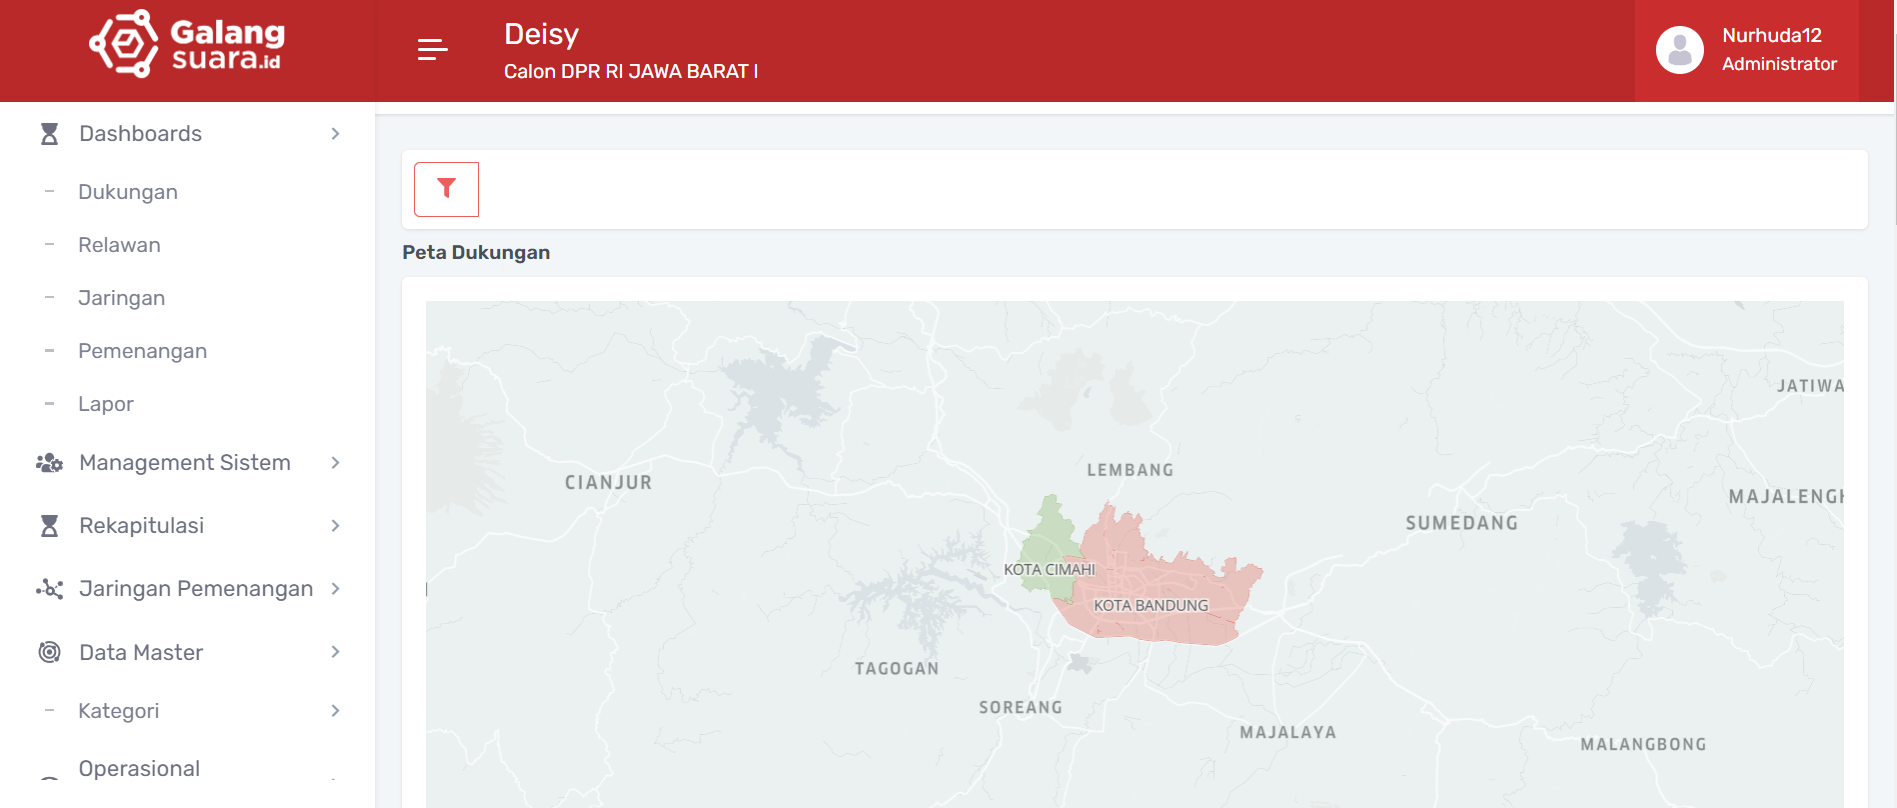 Galang
suara.id
Deisy
Calon DPR RI JAWA BARAT I
Nurhuda12
Administrator
Dashboards
Dukungan
Relawan
Jaringan
Pemenangan
Lapor
Management Sistem
Rekapitulasi
Jaringan Pemenangan
Data Master
Kategori
Operasional
Peta Dukungan
JATIWA
LEMBANG
CIANJUR
MAJALENGH
SUMEDANG
KOTA CIMAHI
KOTA BANDUNG
TAGOGAN
SOREANG
MAJALAYA
MALANGBONG